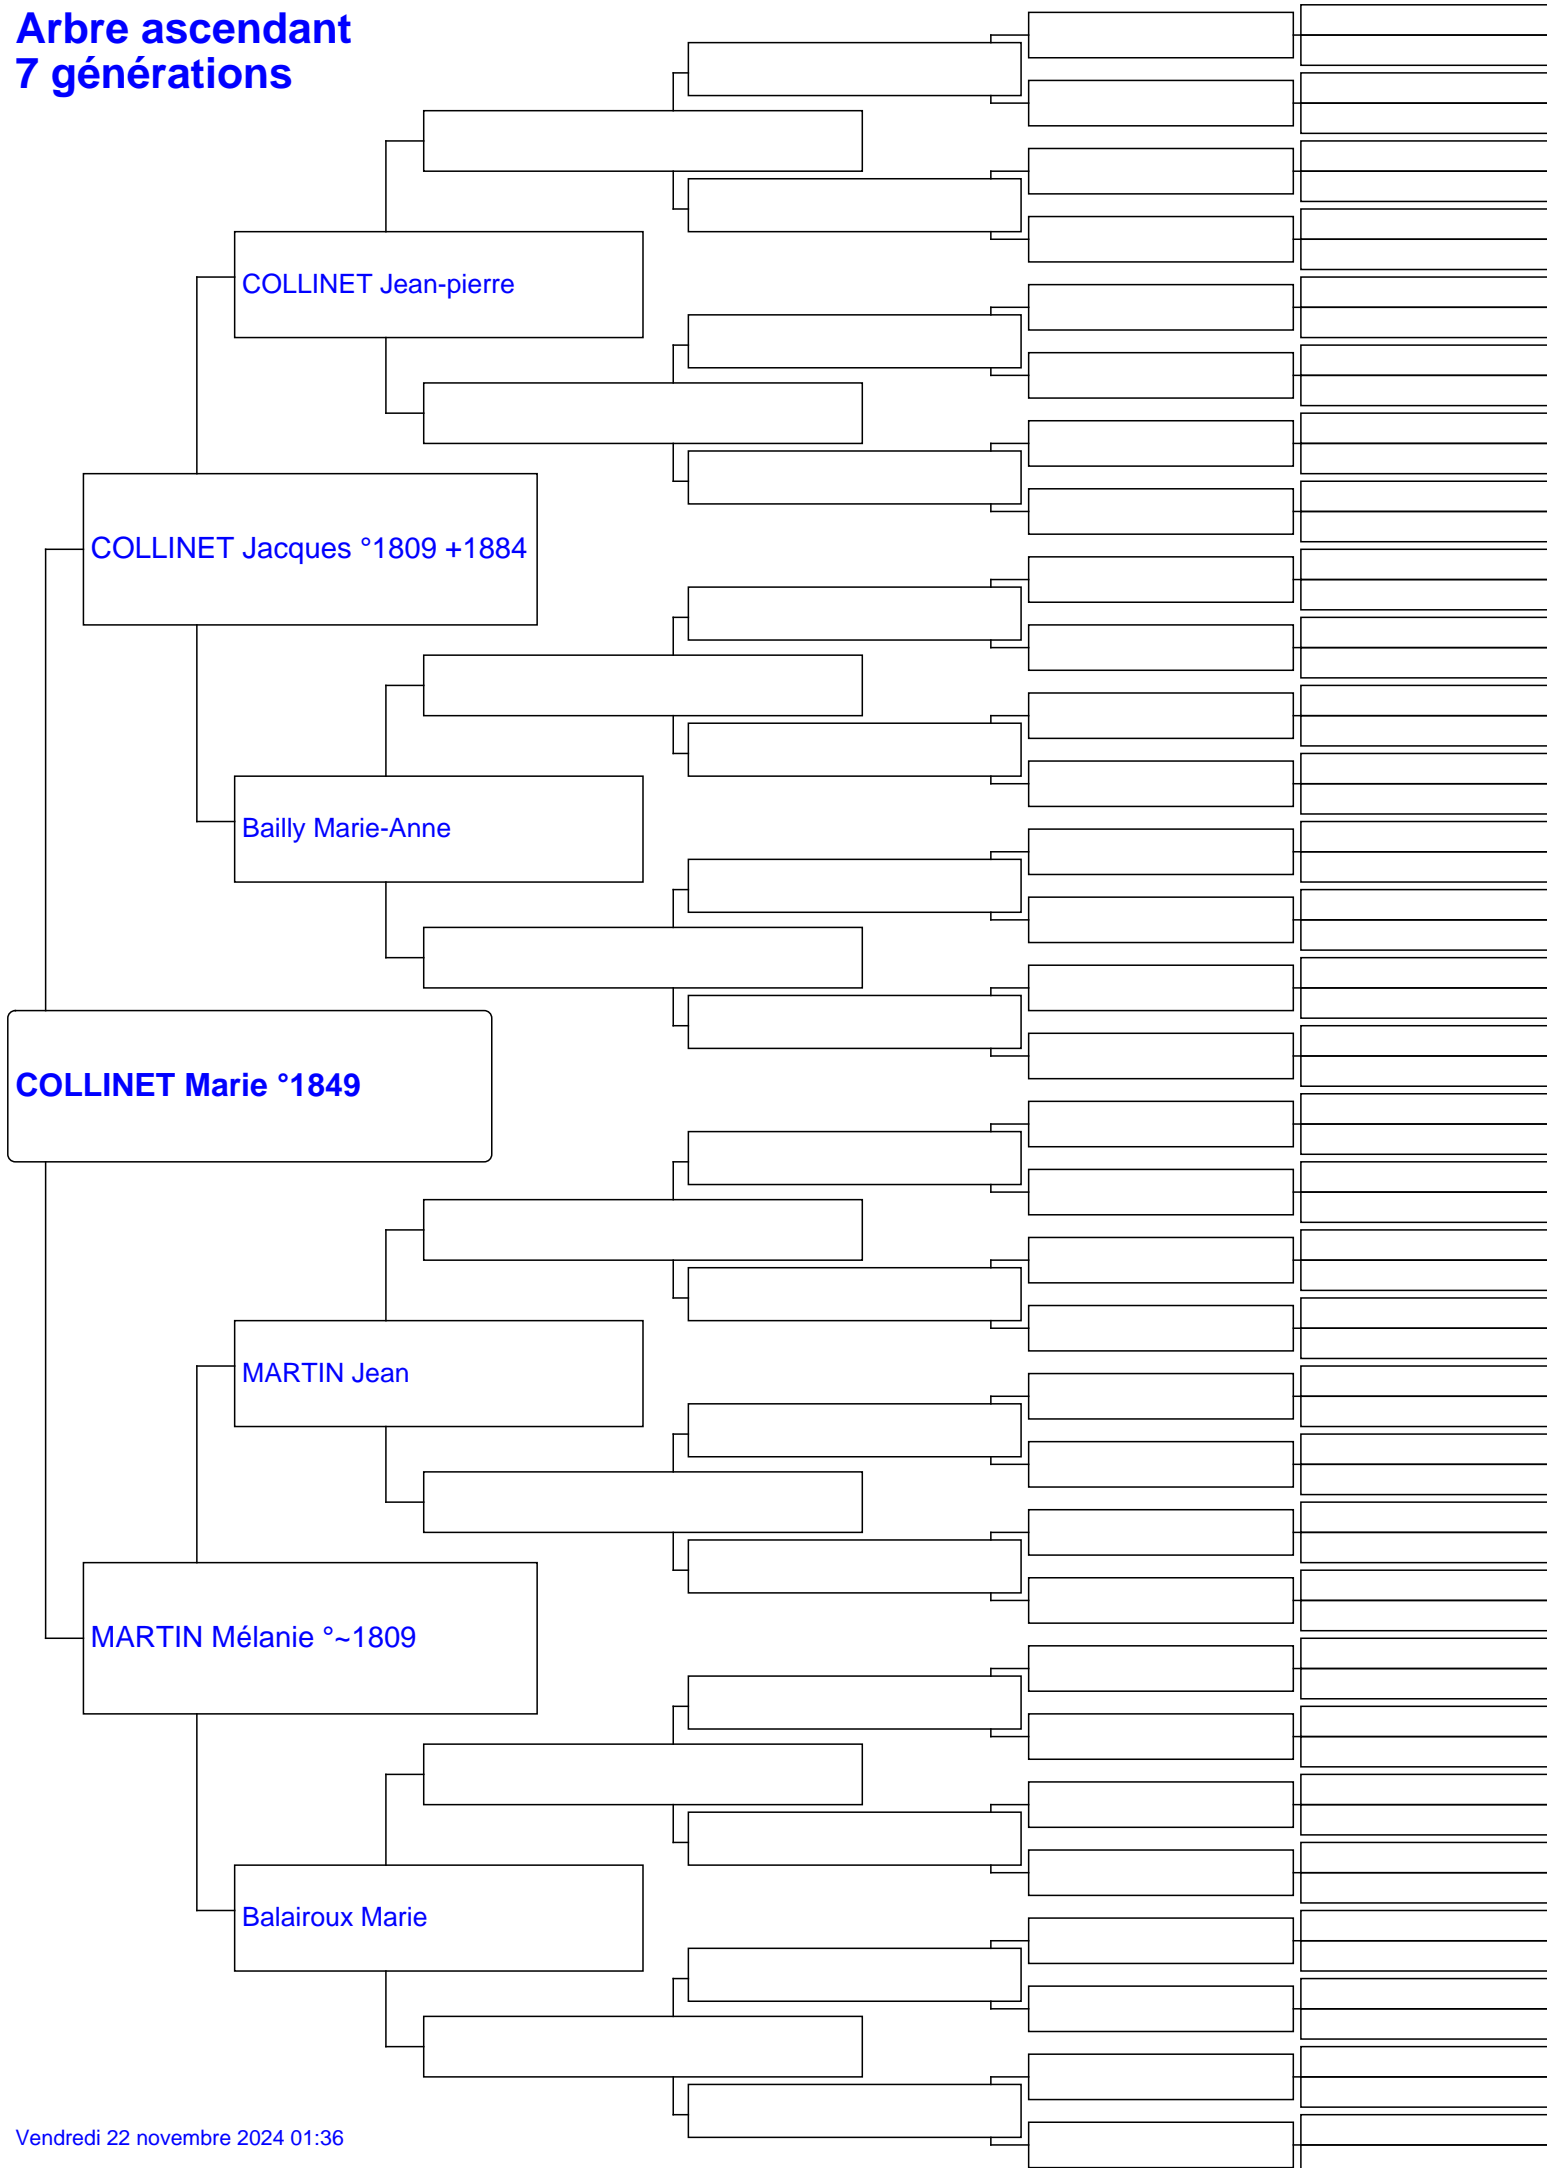 Arbre ascendant
7 générations
COLLINET Jean-pierre
COLLINET Jacques °1809 +1884
Bailly Marie-Anne
COLLINET Marie °1849
MARTIN Jean
MARTIN Mélanie °~1809
Balairoux Marie
Vendredi 22 novembre 2024 01:36